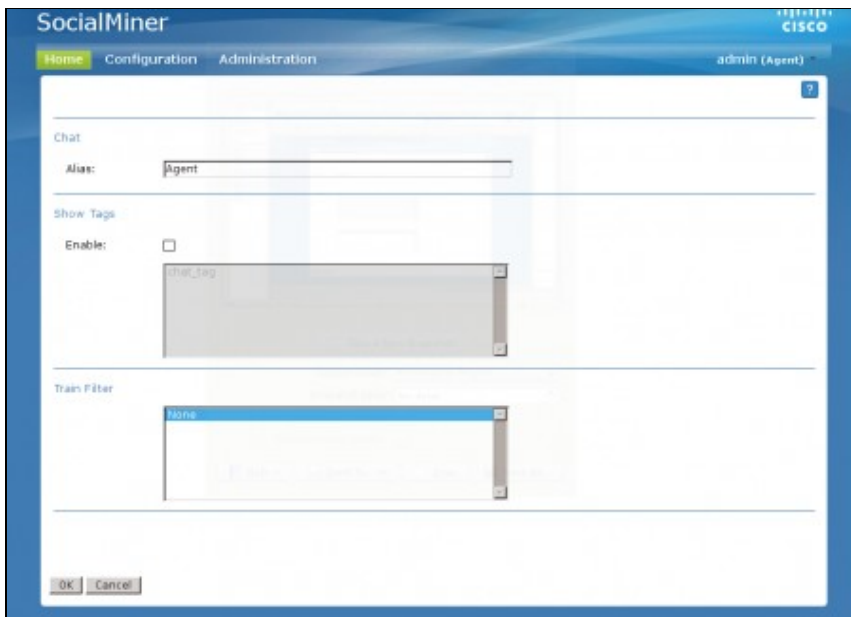 SocialMiner
CISCO
Home Configuration Administration
admin (Agent)
?
Chat
Alias: Agent
Show Tags
Enable:
chat_tag
Train Filter
None
OK Cancel